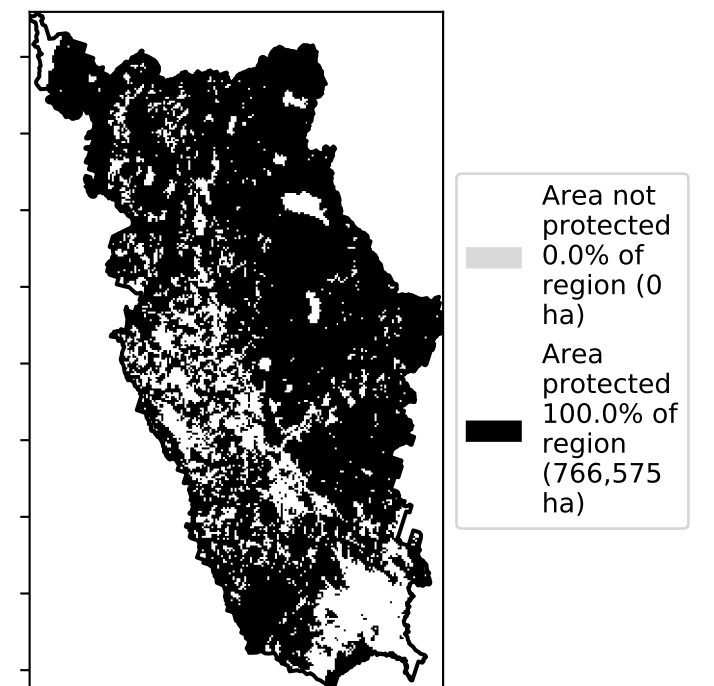 Area not
protected
0.0% of
region (0
ha)
Area
protected
100.0% of
region
(766,575
ha)